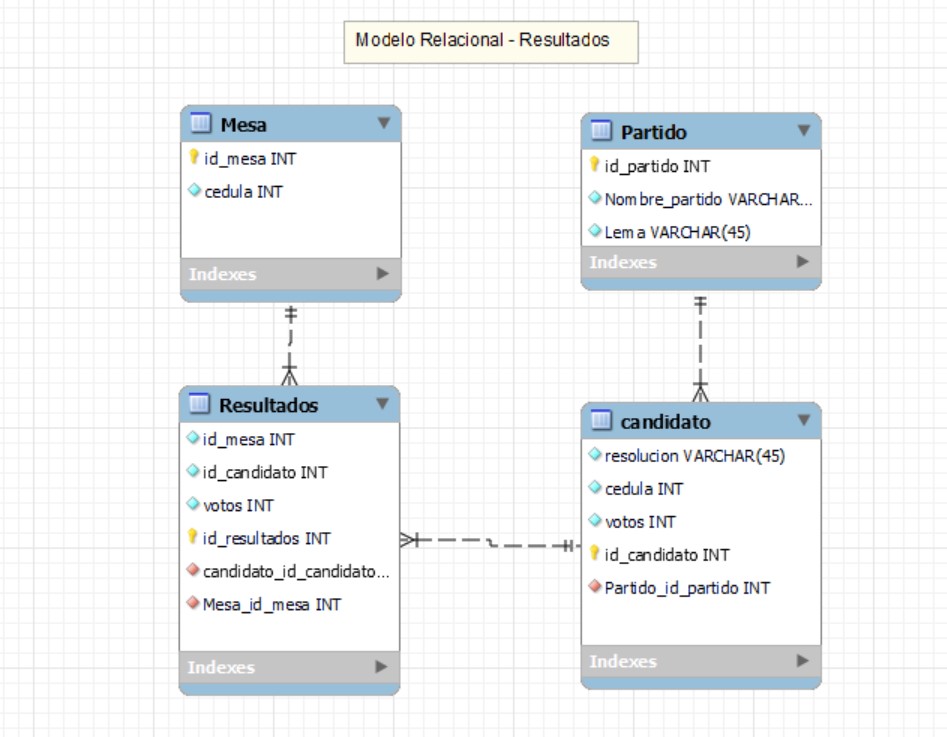 Modelo Relacional - Resultados
Mesa
id_mesa INT
cedula INT
Indexes
Partido
id_partido INT
Nombre_partido VARCHAR...
Lema VARCHAR(45)
Indexes
Resultados
id_mesa INT
id_candidato INT
votos INT
id_resultados INT
candidato_id_candidato...
Mesa_id_mesa INT
Indexes
candidato
resolucion VARCHAR(45)
cedula INT
votos INT
id_candidato INT
Partido_id_partido INT
Indexes